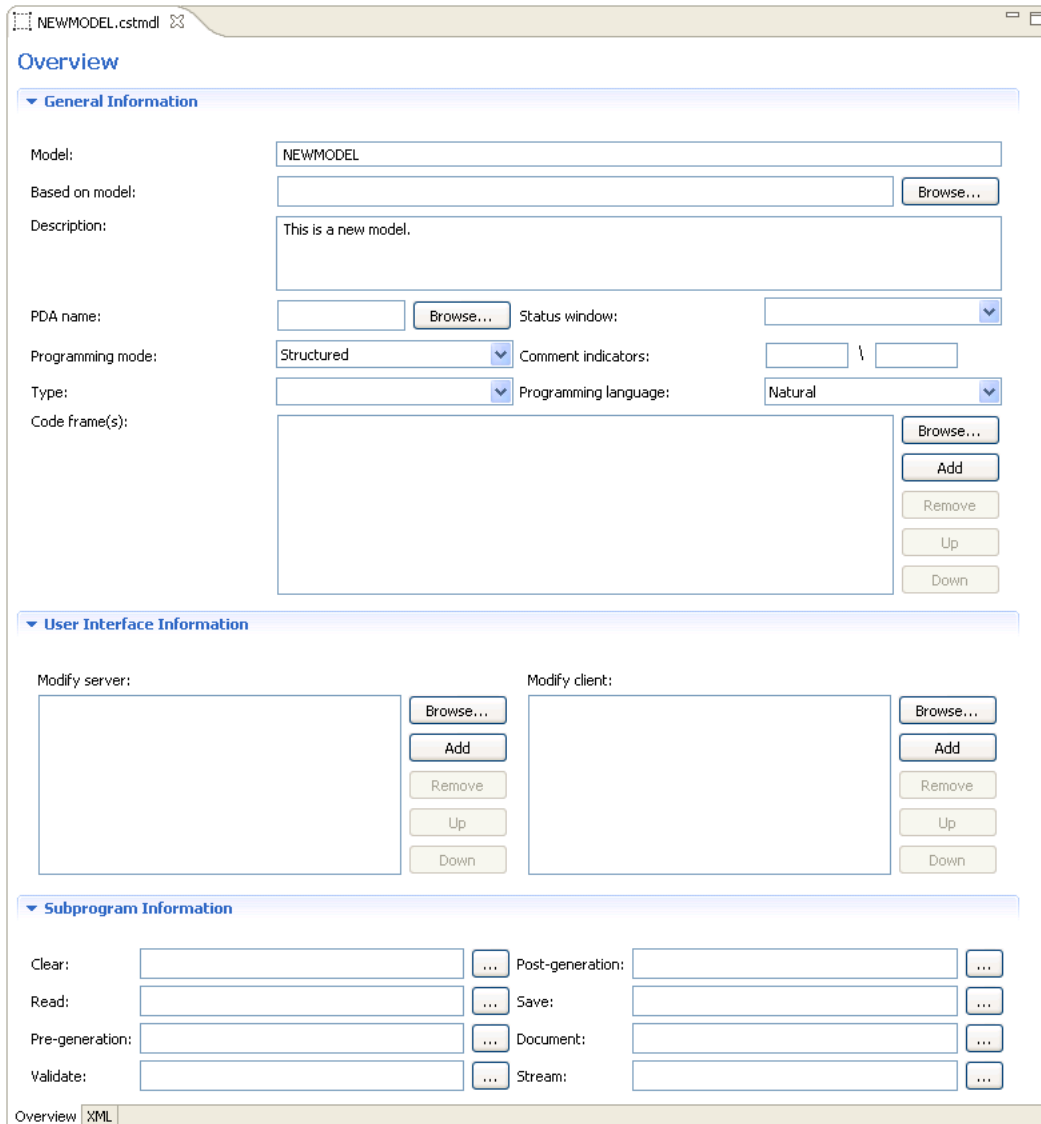 NEWMODEL.cstmdl
Overview
General Information
Model: NEWMODEL
Based on model: Browse...
Description: This is a new model.
PDA name: Browse... Status window:
Programming mode: Structured Comment indicators: \
Type: Programming language: Natural
Code frame(s): Browse...
Add
Remove
Up
Down
User Interface Information
Modify server: Modify client:
Browse... Browse...
Add Add
Remove Remove
Up Up
Down Down
Subprogram Information
Clear: ... Post-generation: ...
Read: ... Save: ...
Pre-generation: ... Document: ...
Validate: ... Stream: ...
Overview XML